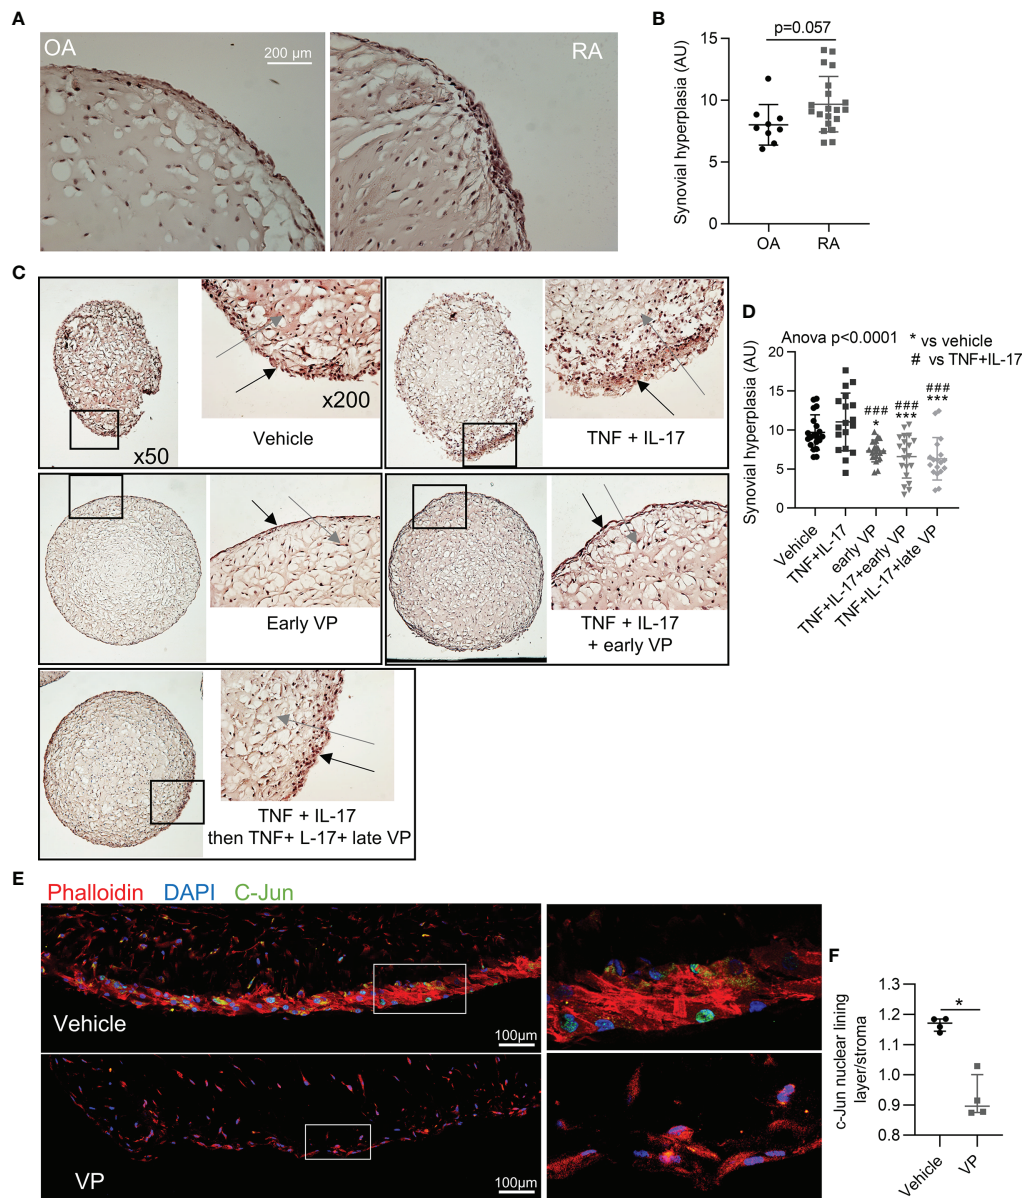 A
OA
200 µm
RA
B
p=0.057
Synovial hyperplasia (AU)
15
10
5
0
OA
RA
C
x50
x200
Vehicle
TNF + IL-17
Early VP
TNF + IL-17
+ early VP
TNF + IL-17
then TNF+ L-17+ late VP
D
Anova p<0.0001
* vs vehicle
# vs TNF+IL-17
Synovial hyperplasia (AU)
20
15
10
5
0
###
*
###
***
###
***
Vehicle
TNF+IL-17
early VP
TNF+IL-17+early VP
TNF+IL-17+late VP
E
Phalloidin DAPI C-Jun
Vehicle
100µm
VP
100µm
F
c-Jun nuclear lining
layer/stroma
1.3
1.2
1.1
1.0
0.9
0.8
*
Vehicle
VP